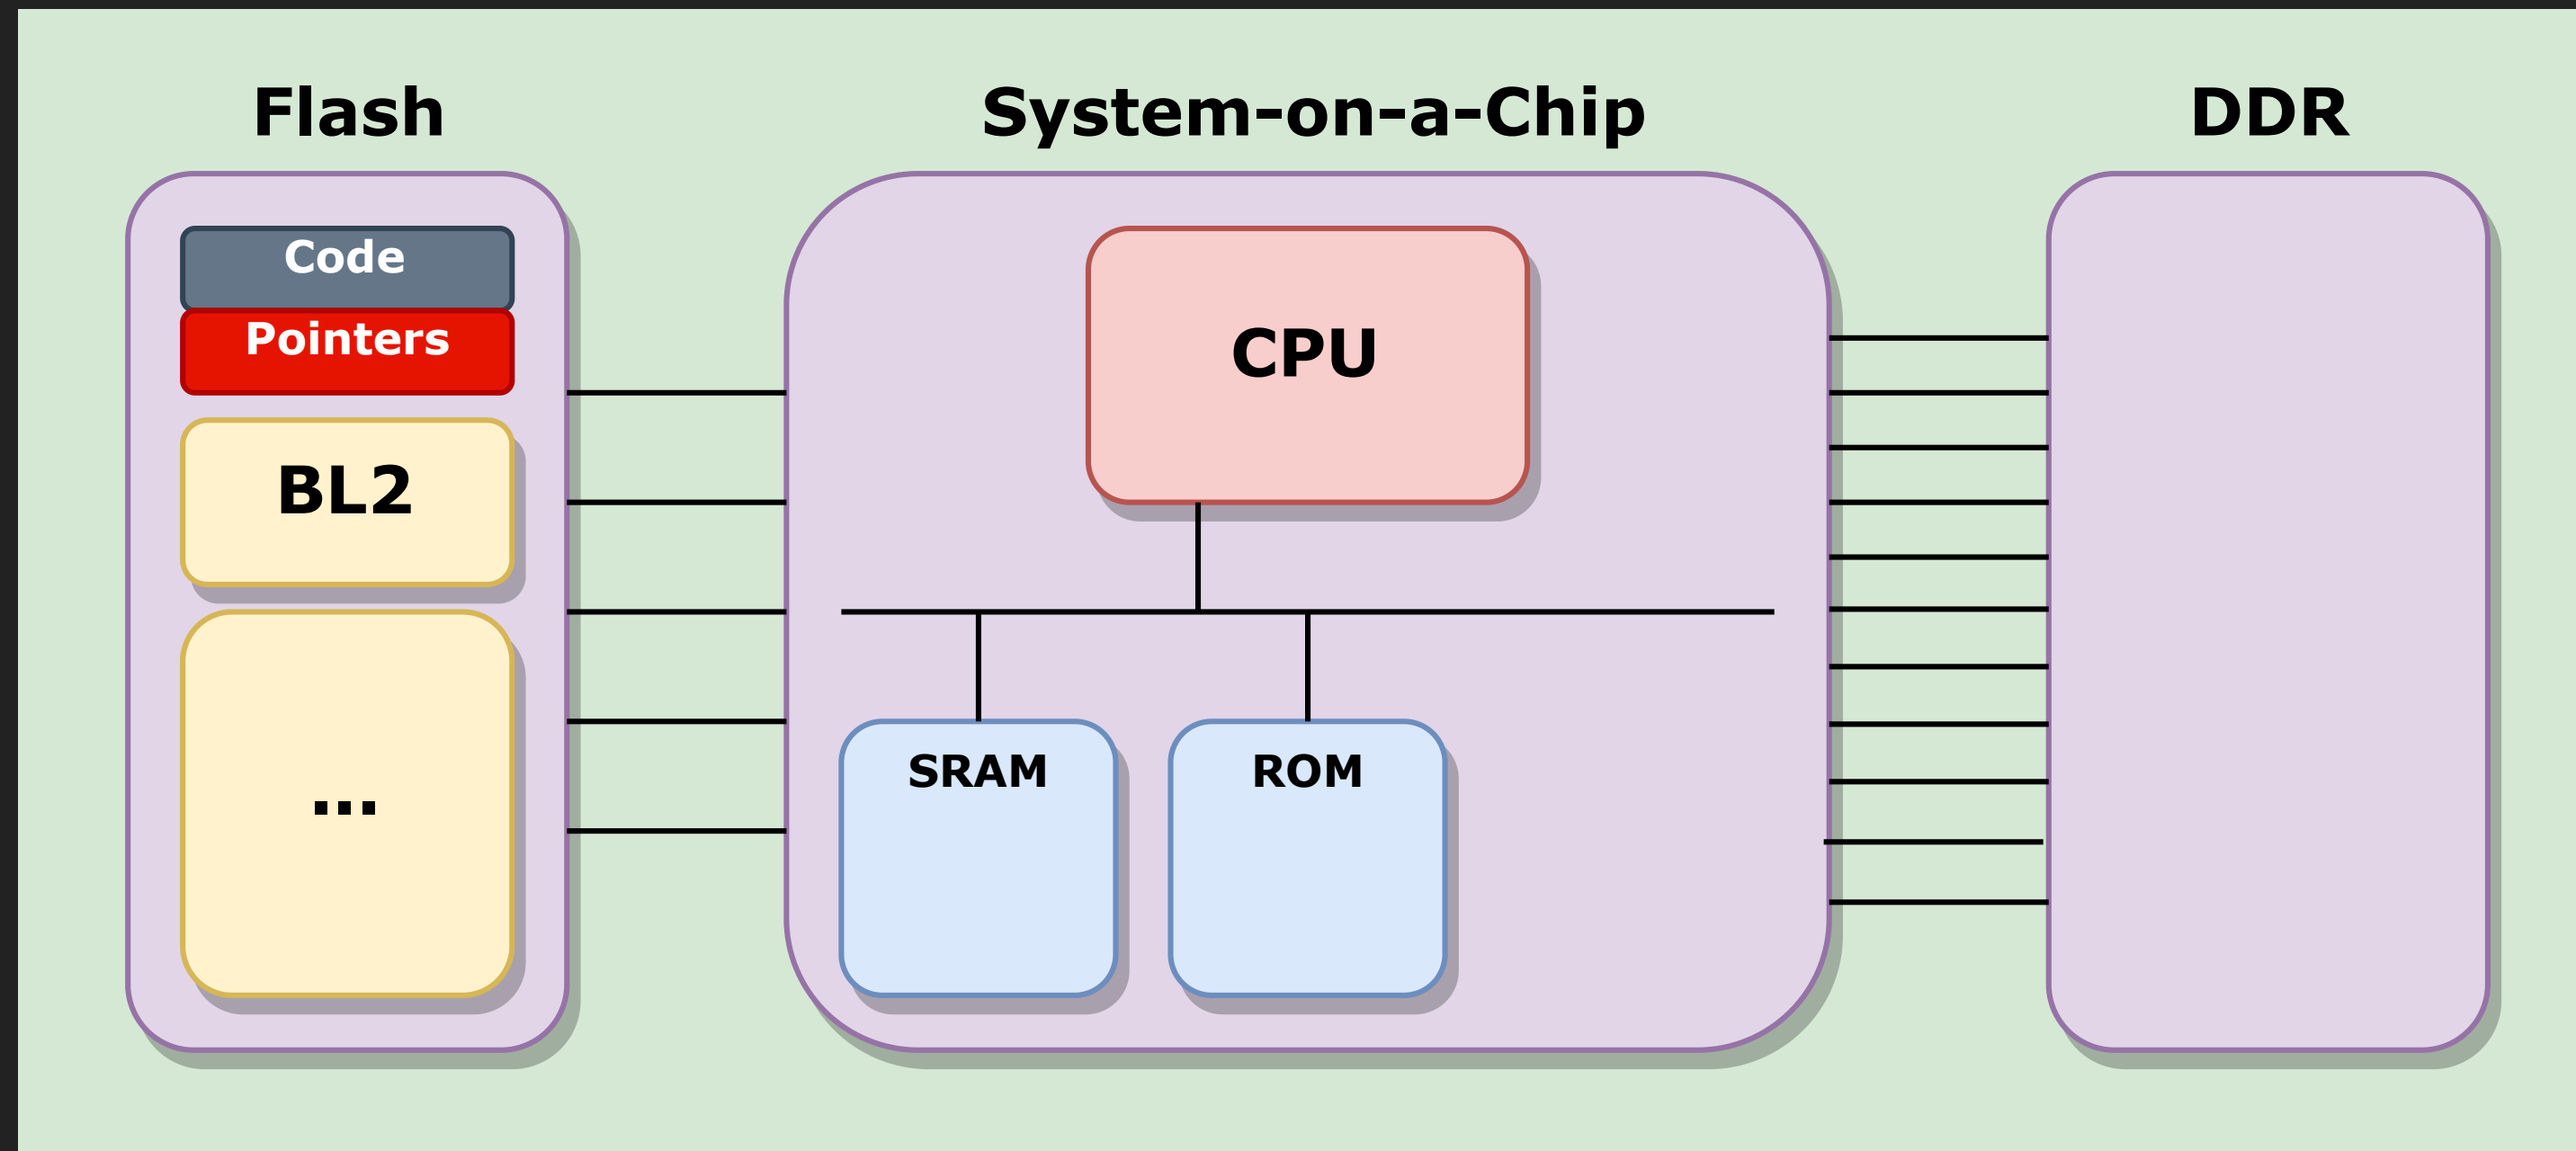 Flash
System-on-a-Chip
DDR
Code
Pointers
BL2
...
CPU
SRAM
ROM